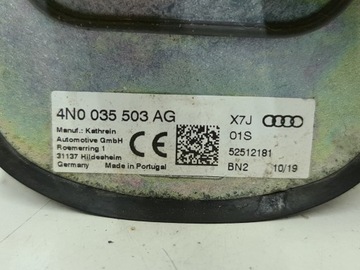 4N0 035 503 AG
X7J
Manuf.: Kathrein
Automotive GmbH
Roemerring 1
31137 Hildesheim
Germany
Made in Portugal
CE
01S
52512181
BN2
10/19